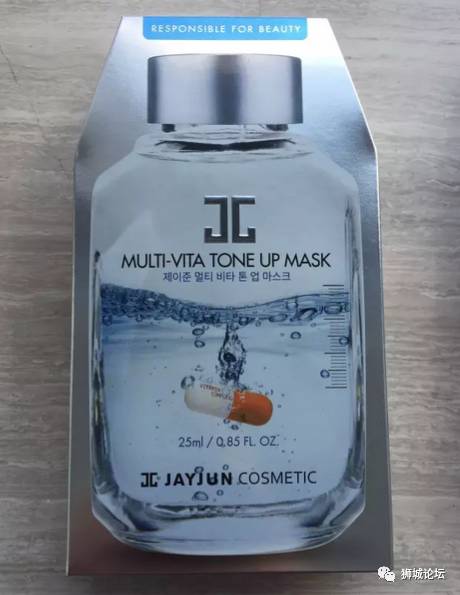 RESPONSIBLE FOR BEAUTY
MULTI-VITA TONE UP MASK
제이준 멀티 비타 톤 업 마스크
25ml / 0.85 FL. OZ.
JAYJUN COSMETIC
狮城论坛